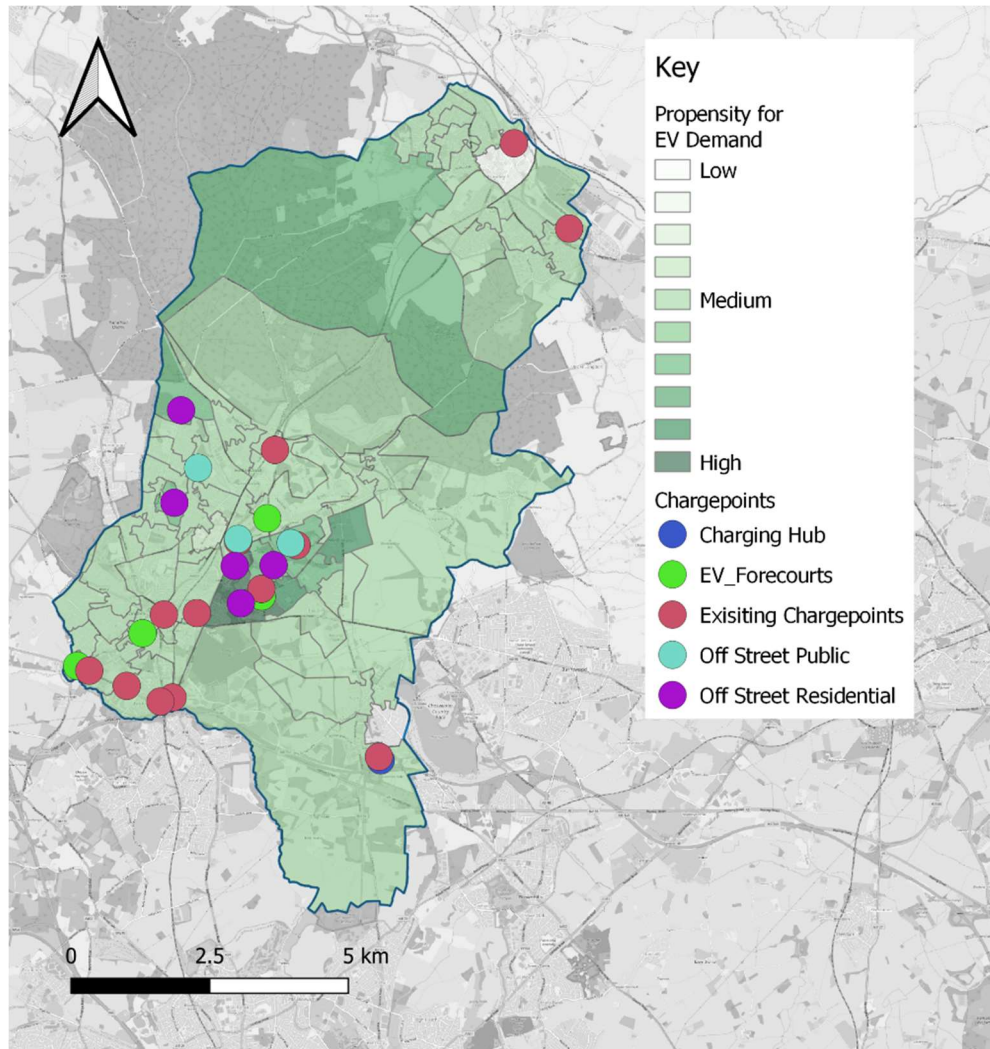 Key
Propensity for
EV Demand
Low
Medium
High
Chargepoints
Charging Hub
EV_Forecourts
Exisiting Chargepoints
Off Street Public
Off Street Residential
0 2.5 5 km